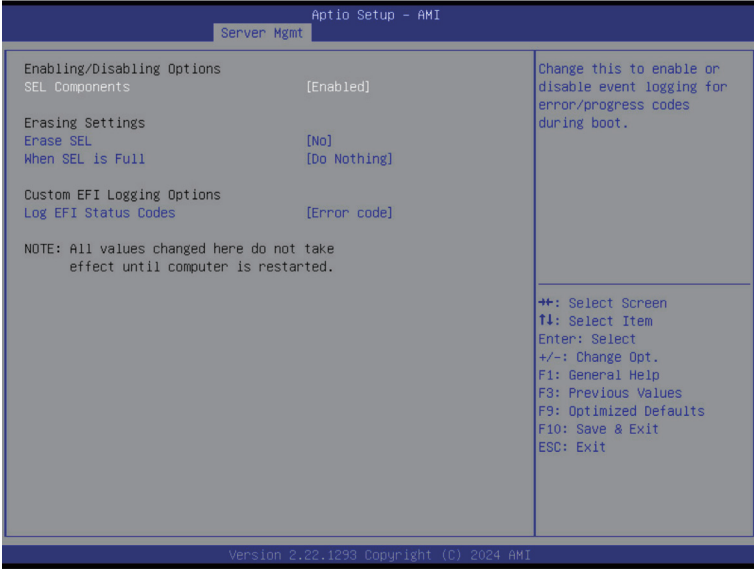 Aptio Setup – AMI
Server Mgmt
Enabling/Disabling Options
SEL Components [Enabled]
Erasing Settings
Erase SEL [No]
When SEL is Full [Do Nothing]
Custom EFI Logging Options
Log EFI Status Codes [Error code]
NOTE: All values changed here do not take
effect until computer is restarted.
Change this to enable or
disable event logging for
error/progress codes
during boot.
→←: Select Screen
↑↓: Select Item
Enter: Select
+/-: Change Opt.
F1: General Help
F3: Previous Values
F9: Optimized Defaults
F10: Save & Exit
ESC: Exit
Version 2.22.1293 Copyright (C) 2024 AMI